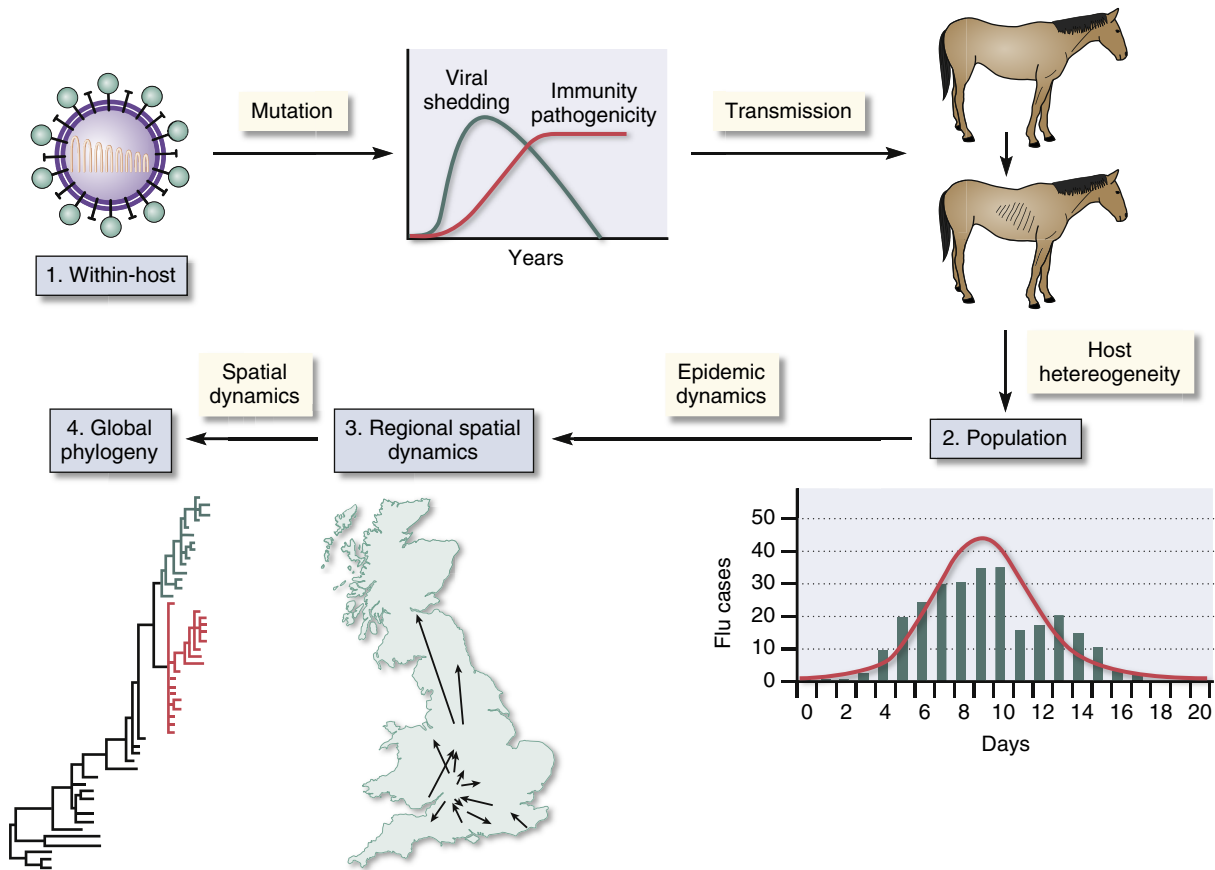 Mutation
Viral
shedding
Immunity
pathogenicity
Transmission
Years
1. Within-host
Host
hetereogeneity
Spatial
dynamics
Epidemic
dynamics
4. Global
phylogeny
3. Regional spatial
dynamics
2. Population
50
40
30
20
10
0
Flu cases
0 2 4 6 8 10 12 14 16 18 20
Days